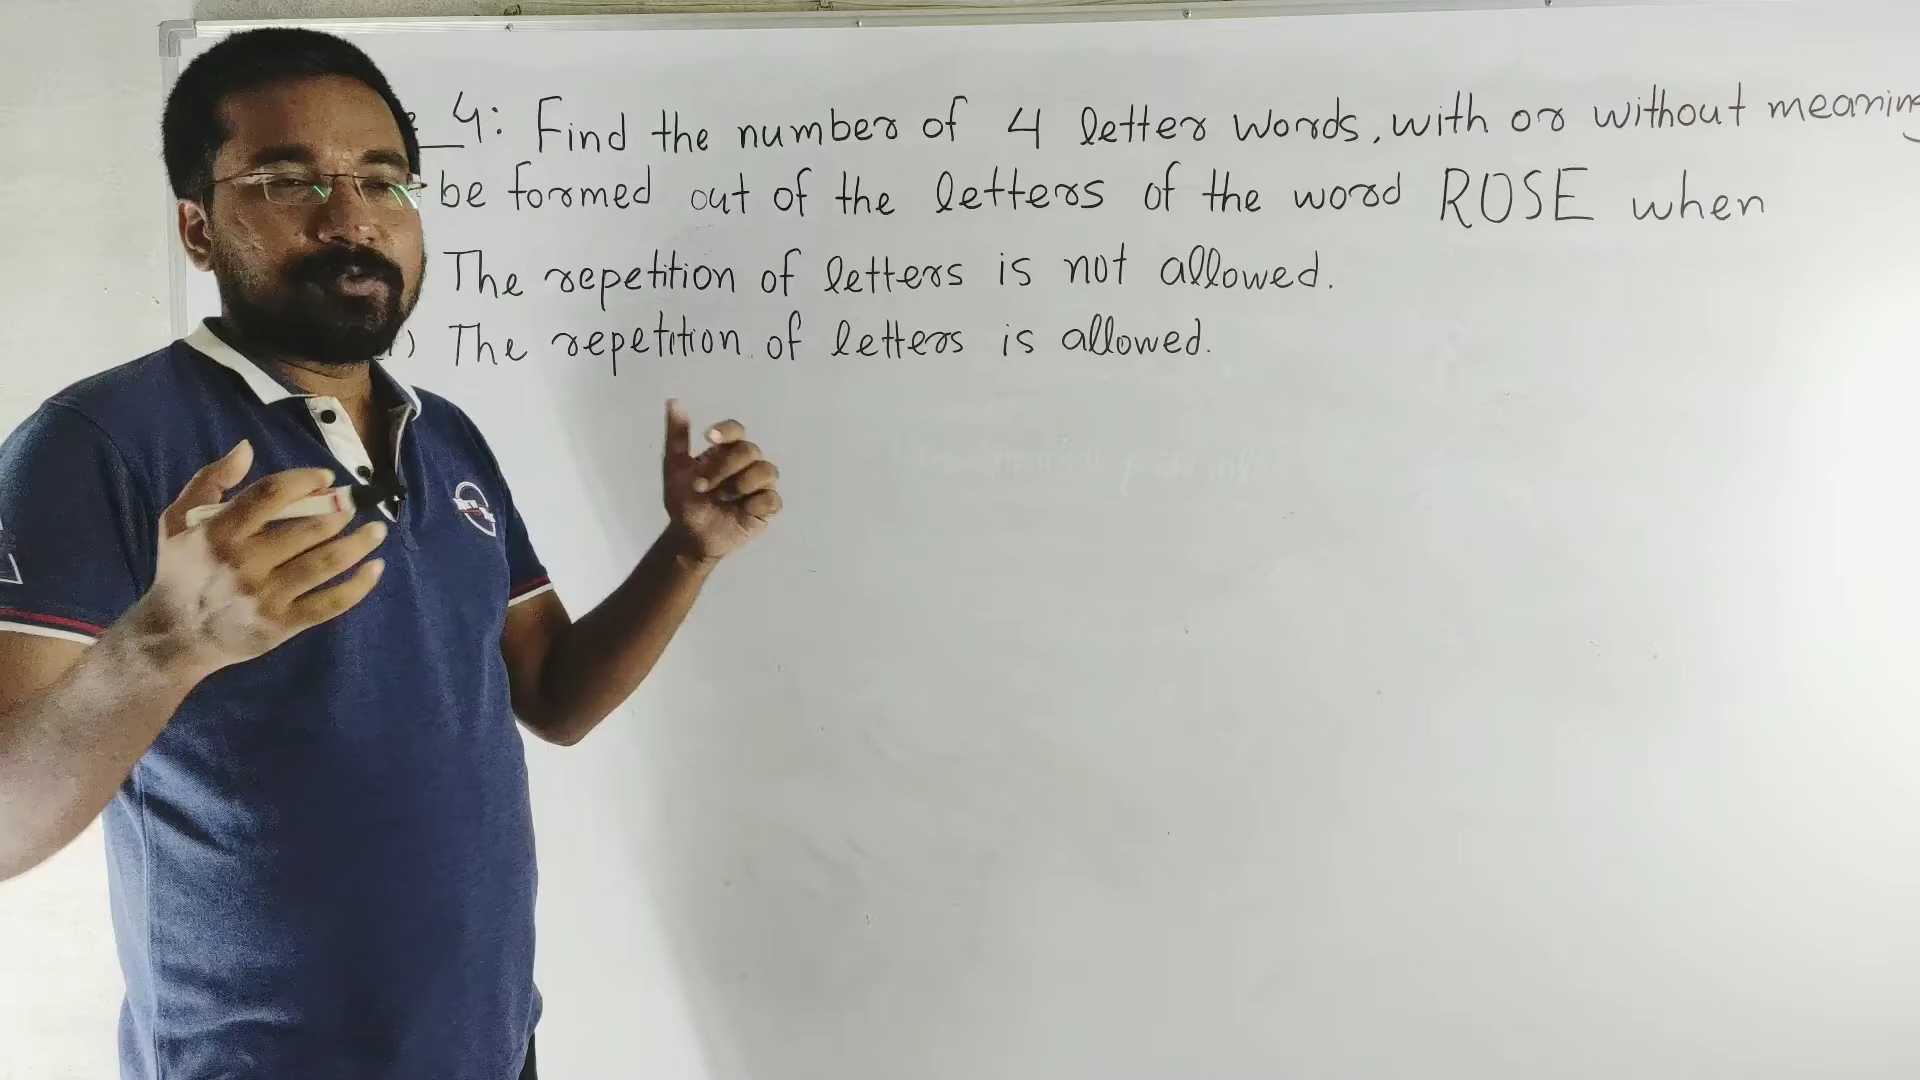 4: Find the number of 4 letter words, with or without meaning
be formed out of the letters of the word ROSE when
The repetition of letters is not allowed.
) The repetition of letters is allowed.